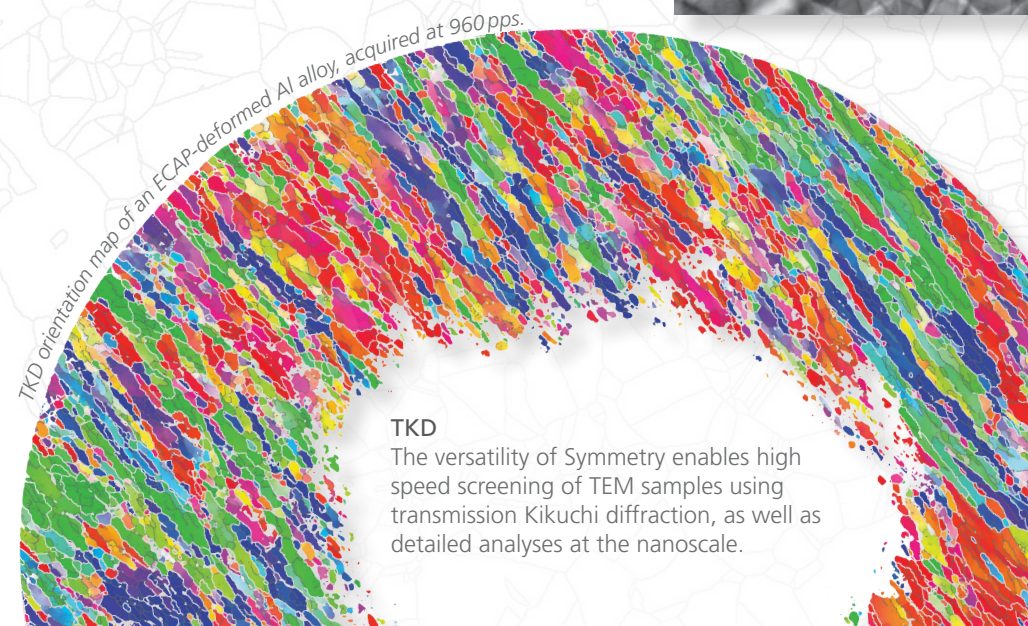 TKD orientation map of an ECAP-deformed Al alloy, acquired at 960 pps.
TKD
The versatility of Symmetry enables high
speed screening of TEM samples using
transmission Kikuchi diffraction, as well as
detailed analyses at the nanoscale.